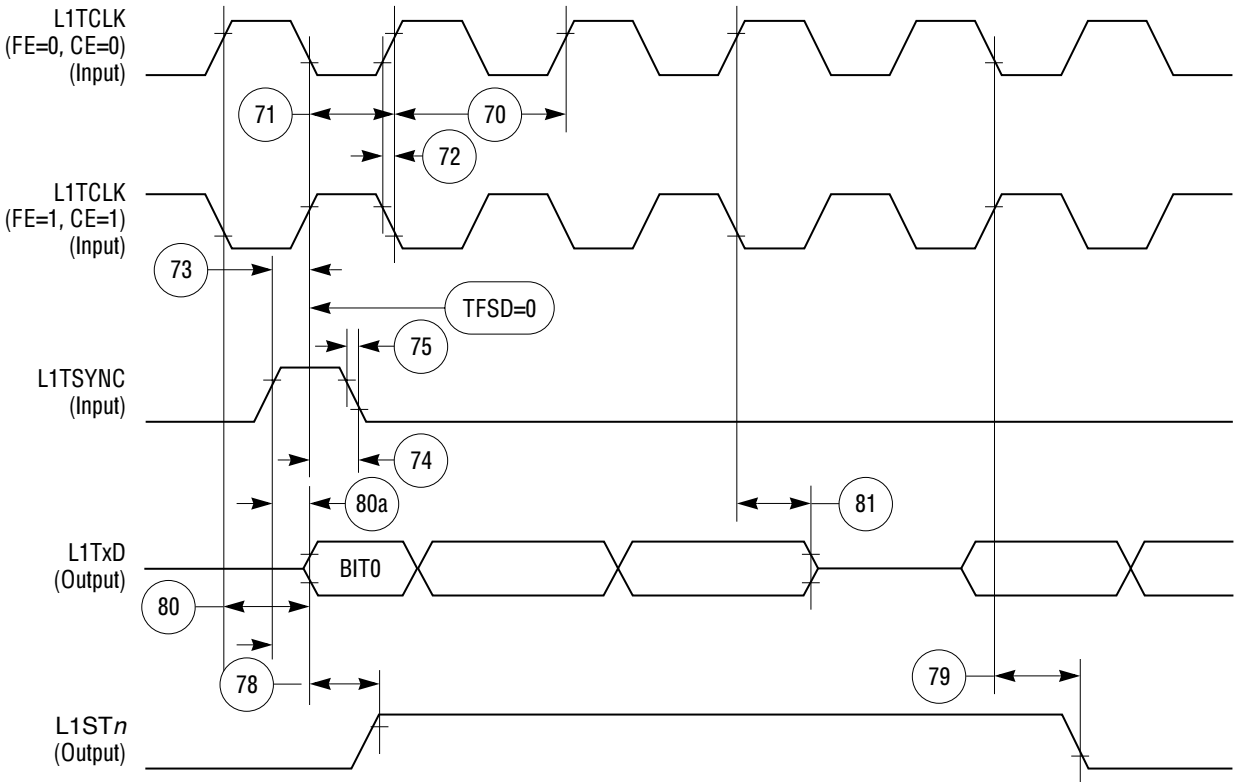 L1TCLK
(FE=0, CE=0)
(Input)
71
70
72
L1TCLK
(FE=1, CE=1)
(Input)
73
TFSD=0
75
L1TSYNC
(Input)
74
80a
81
L1TxD
(Output)
BIT0
80
78
79
L1STn
(Output)